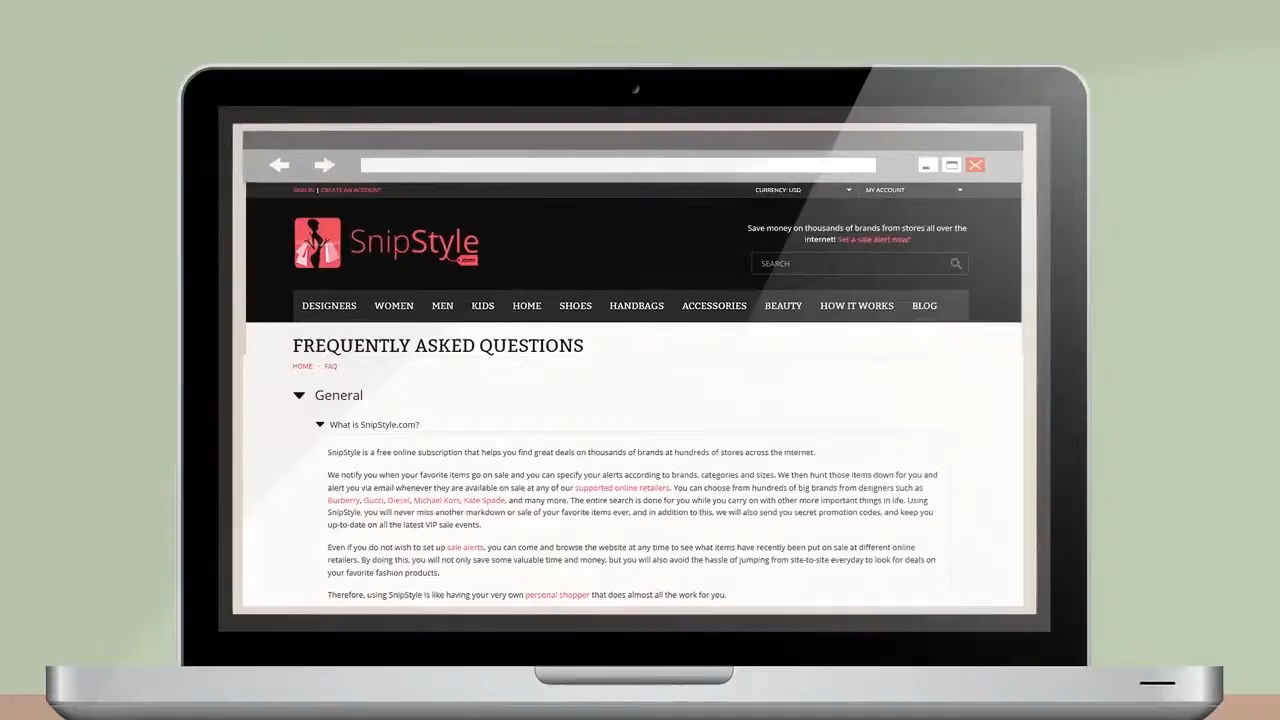 SIGN IN | CREATE AN ACCOUNT
CURRENCY: USD
MY ACCOUNT
SnipStyle
.com
Save money on thousands of brands from stores all over the
internet! Set a sale alert now!
SEARCH
DESIGNERS WOMEN MEN KIDS HOME SHOES HANDBAGS ACCESSORIES BEAUTY HOW IT WORKS BLOG
FREQUENTLY ASKED QUESTIONS
HOME - FAQ
General
What is SnipStyle.com?
SnipStyle is a free online subscription that helps you find great deals on thousands of brands at hundreds of stores across the internet.
We notify you when your favorite items go on sale and you can specify your alerts according to brands, categories and sizes. We then hunt those items down for you and
alert you via email whenever they are available on sale at any of our supported online retailers. You can choose from hundreds of big brands from designers such as
Burberry, Gucci, Diesel, Michael Kors, Kate Spade, and many more. The entire search is done for you while you carry on with other more important things in life. Using
SnipStyle, you will never miss another markdown or sale of your favorite items ever, and in addition to this, we will also send you secret promotion codes, and keep you
up-to-date on all the latest VIP sale events.
Even if you do not wish to set up sale alerts, you can come and browse the website at any time to see what items have recently been put on sale at different online
retailers. By doing this, you will not only save some valuable time and money, but you will also avoid the hassle of jumping from site-to-site everyday to look for deals on
your favorite fashion products.
Therefore, using SnipStyle is like having your very own personal shopper that does almost all the work for you.